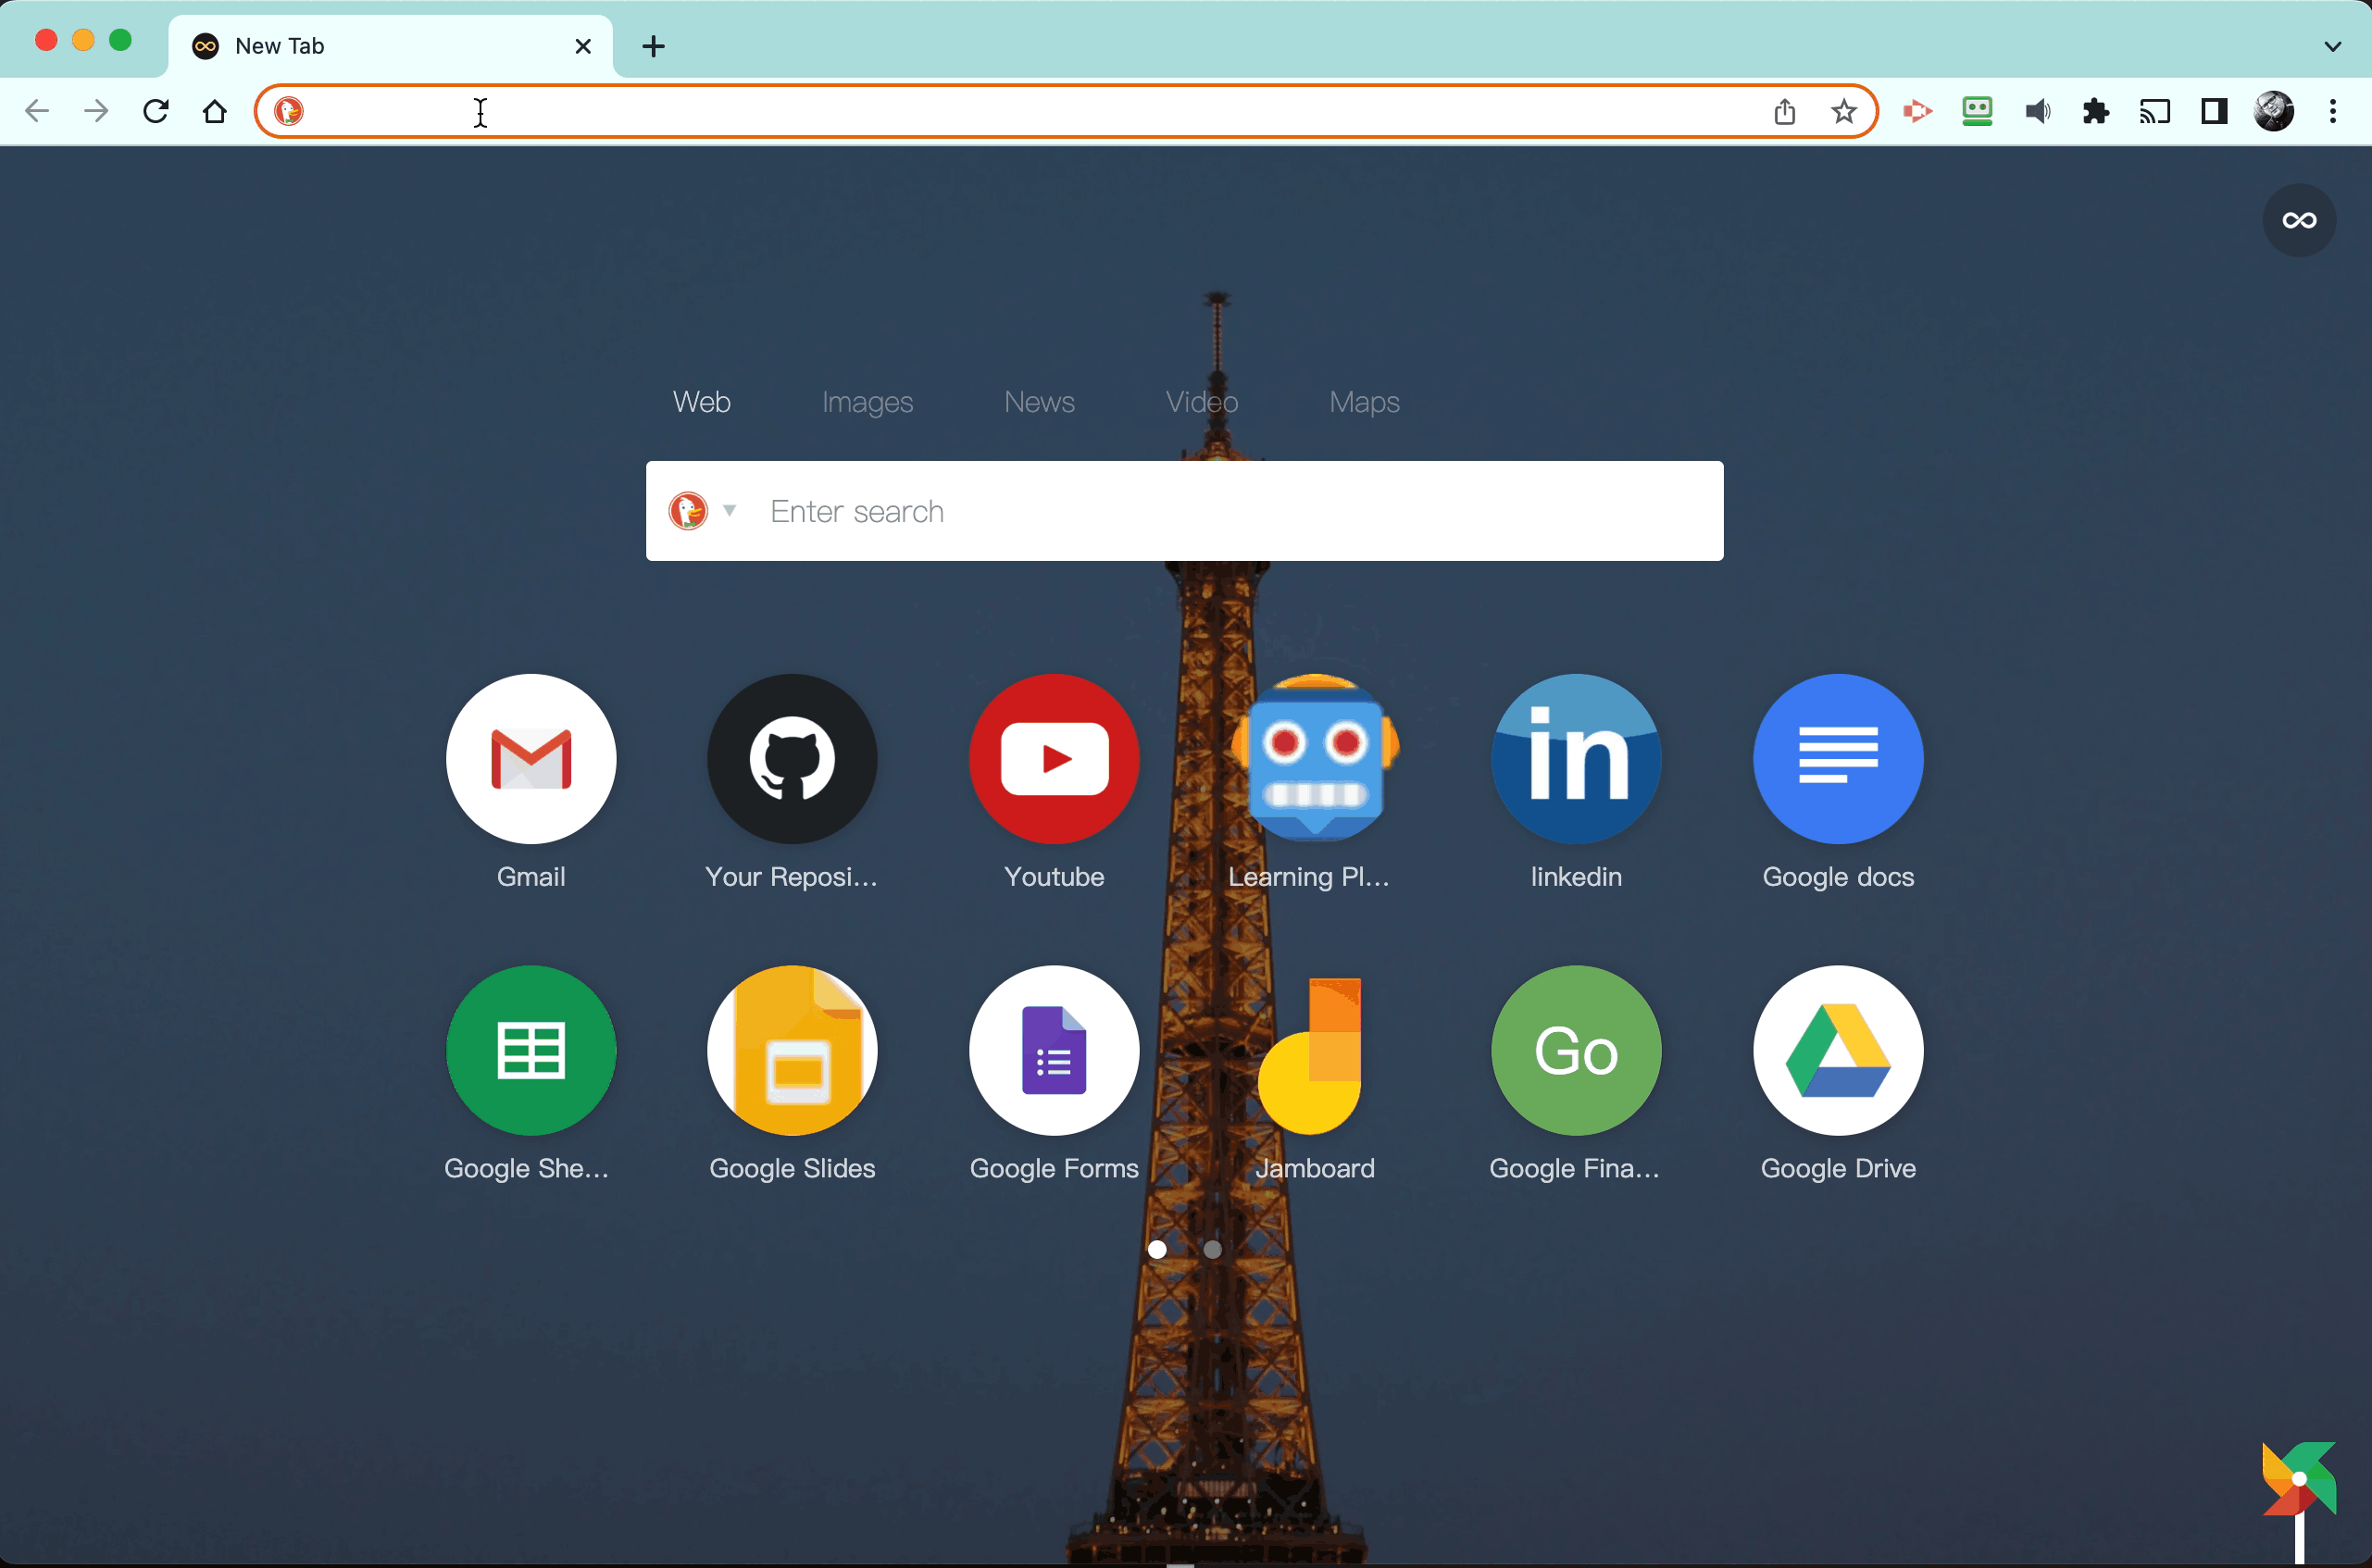 New Tab
Web Images News Video Maps
Enter search
Gmail
Your Reposi...
Youtube
in
Learning Pl...
linkedin
Google docs
Go
Google She...
Google Slides
Google Forms
Jamboard
Google Fina...
Google Drive